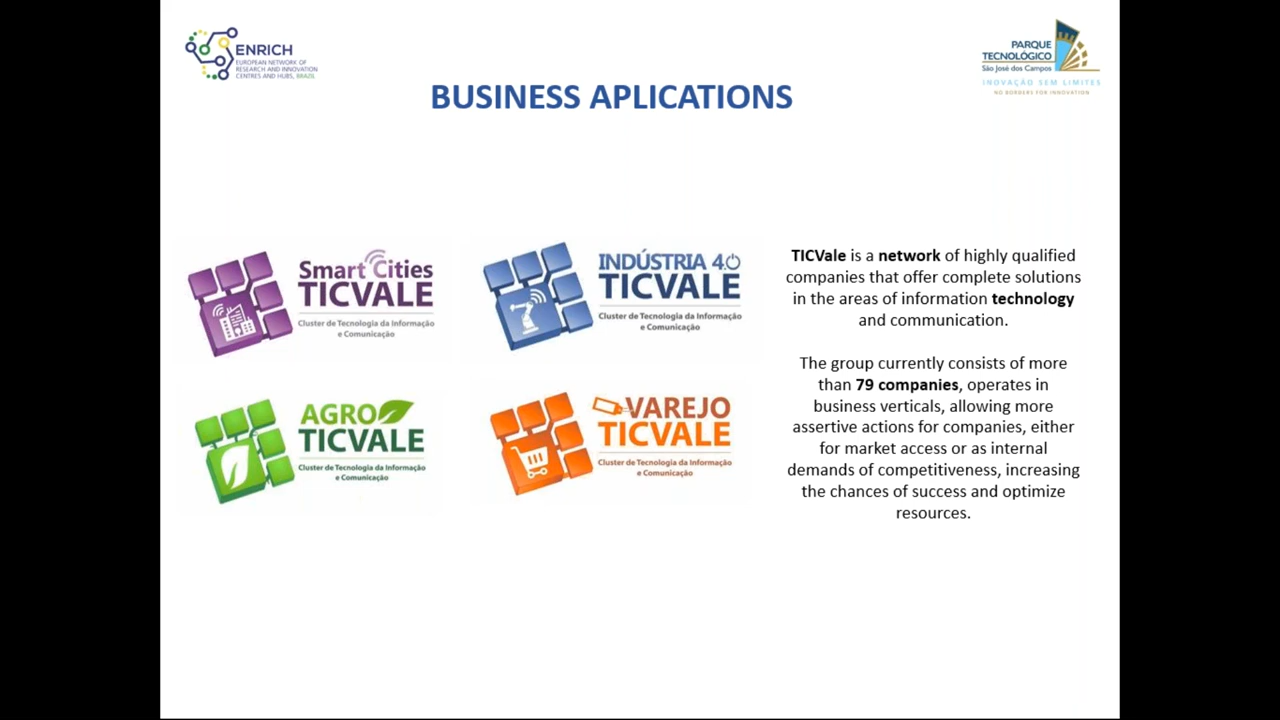 ENRICH
EUROPEAN NETWORK OF
RESEARCH AND INNOVATION
CENTRES AND HUBS, BRAZIL
PARQUE
TECNOLÓGICO
São José dos Campos
INOVAÇÃO SEM LIMITES
NO BORDERS FOR INNOVATION
BUSINESS APLICATIONS
Smart Cities
TICVALE
Cluster de Tecnologia da Informação
e Comunicação
INDÚSTRIA 4.0
TICVALE
Cluster de Tecnologia da Informação
e Comunicação
AGRO
TICVALE
Cluster de Tecnologia da Informação
e Comunicação
VAREJO
TICVALE
Cluster de Tecnologia da Informação
e Comunicação
TICVale is a network of highly qualified
companies that offer complete solutions
in the areas of information technology
and communication.
The group currently consists of more
than 79 companies, operates in
business verticals, allowing more
assertive actions for companies, either
for market access or as internal
demands of competitiveness, increasing
the chances of success and optimize
resources.